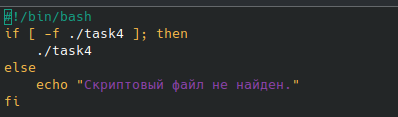 #!/bin/bash
if [ -f ./task4 ]; then
    ./task4
else
    echo "Скриптовый файл не найден."
fi